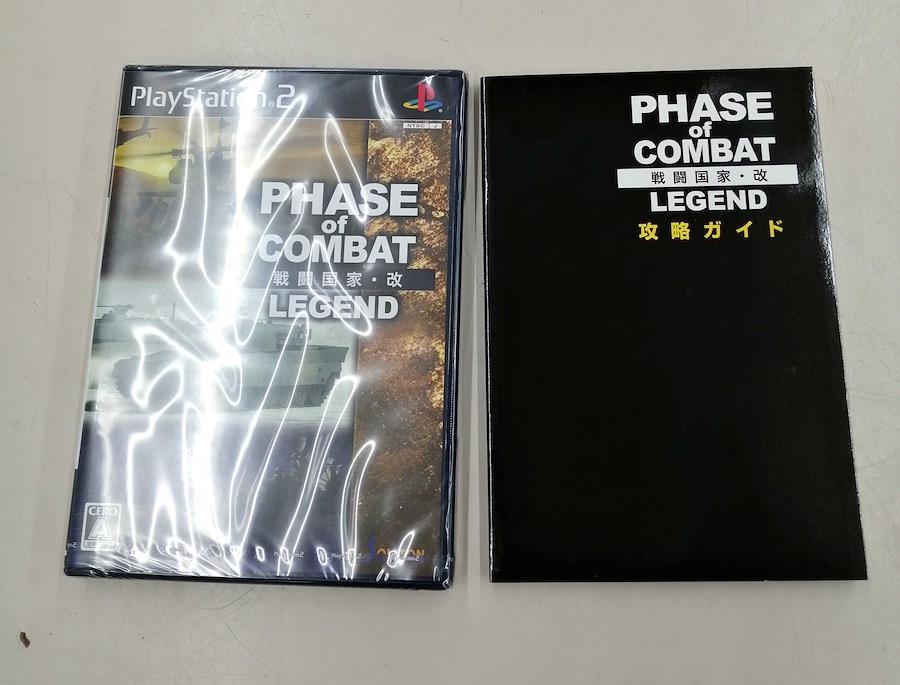 PlayStation®2
NTSC J
PHASE
of
COMBAT
戦闘国家・改
LEGEND
CERO
A
PHASE
of
COMBAT
戦闘国家・改
LEGEND
攻略ガイド